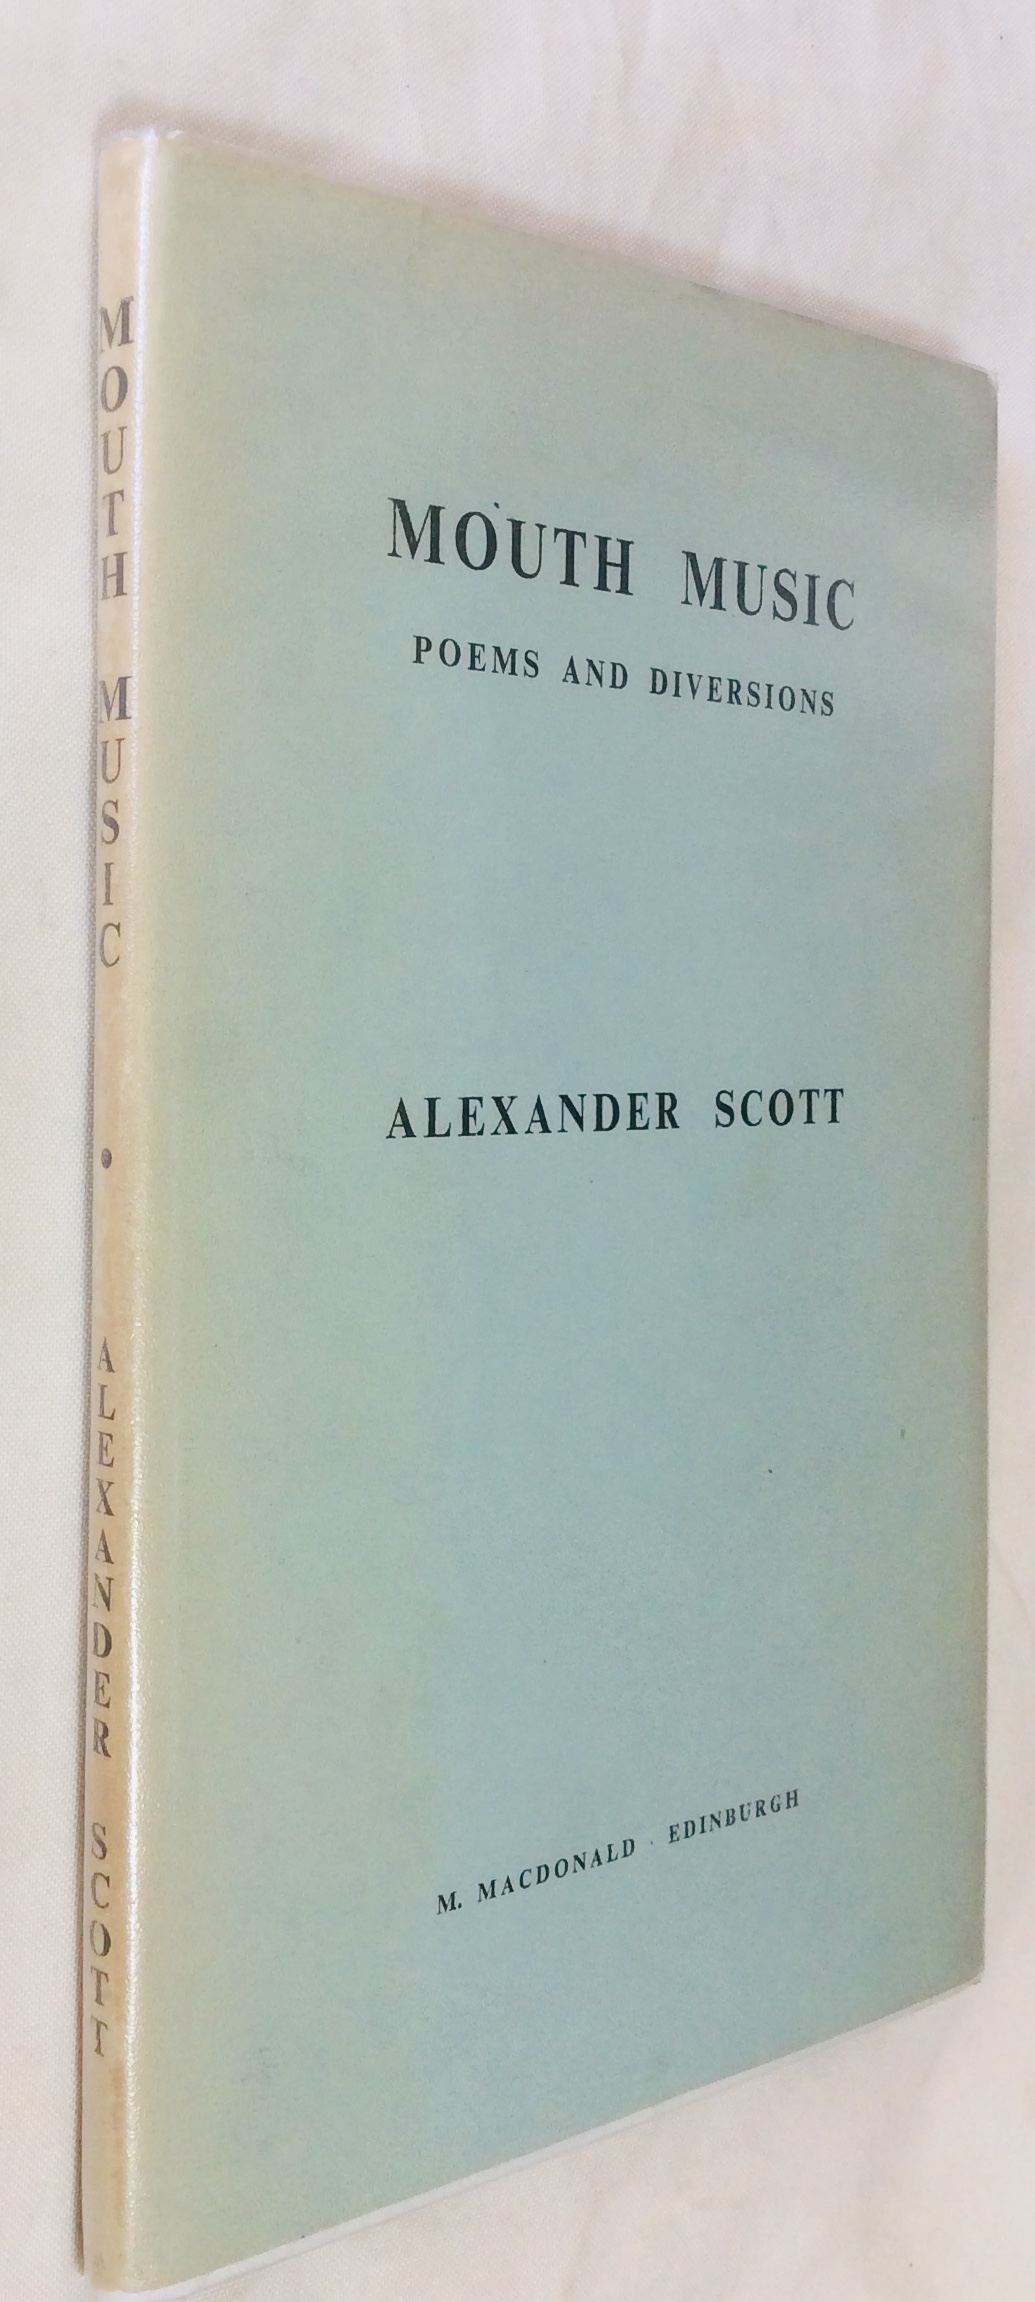 MOUTH MUSIC • ALEXANDER SCOTT
MOUTH MUSIC
POEMS AND DIVERSIONS
ALEXANDER SCOTT
M. MACDONALD · EDINBURGH